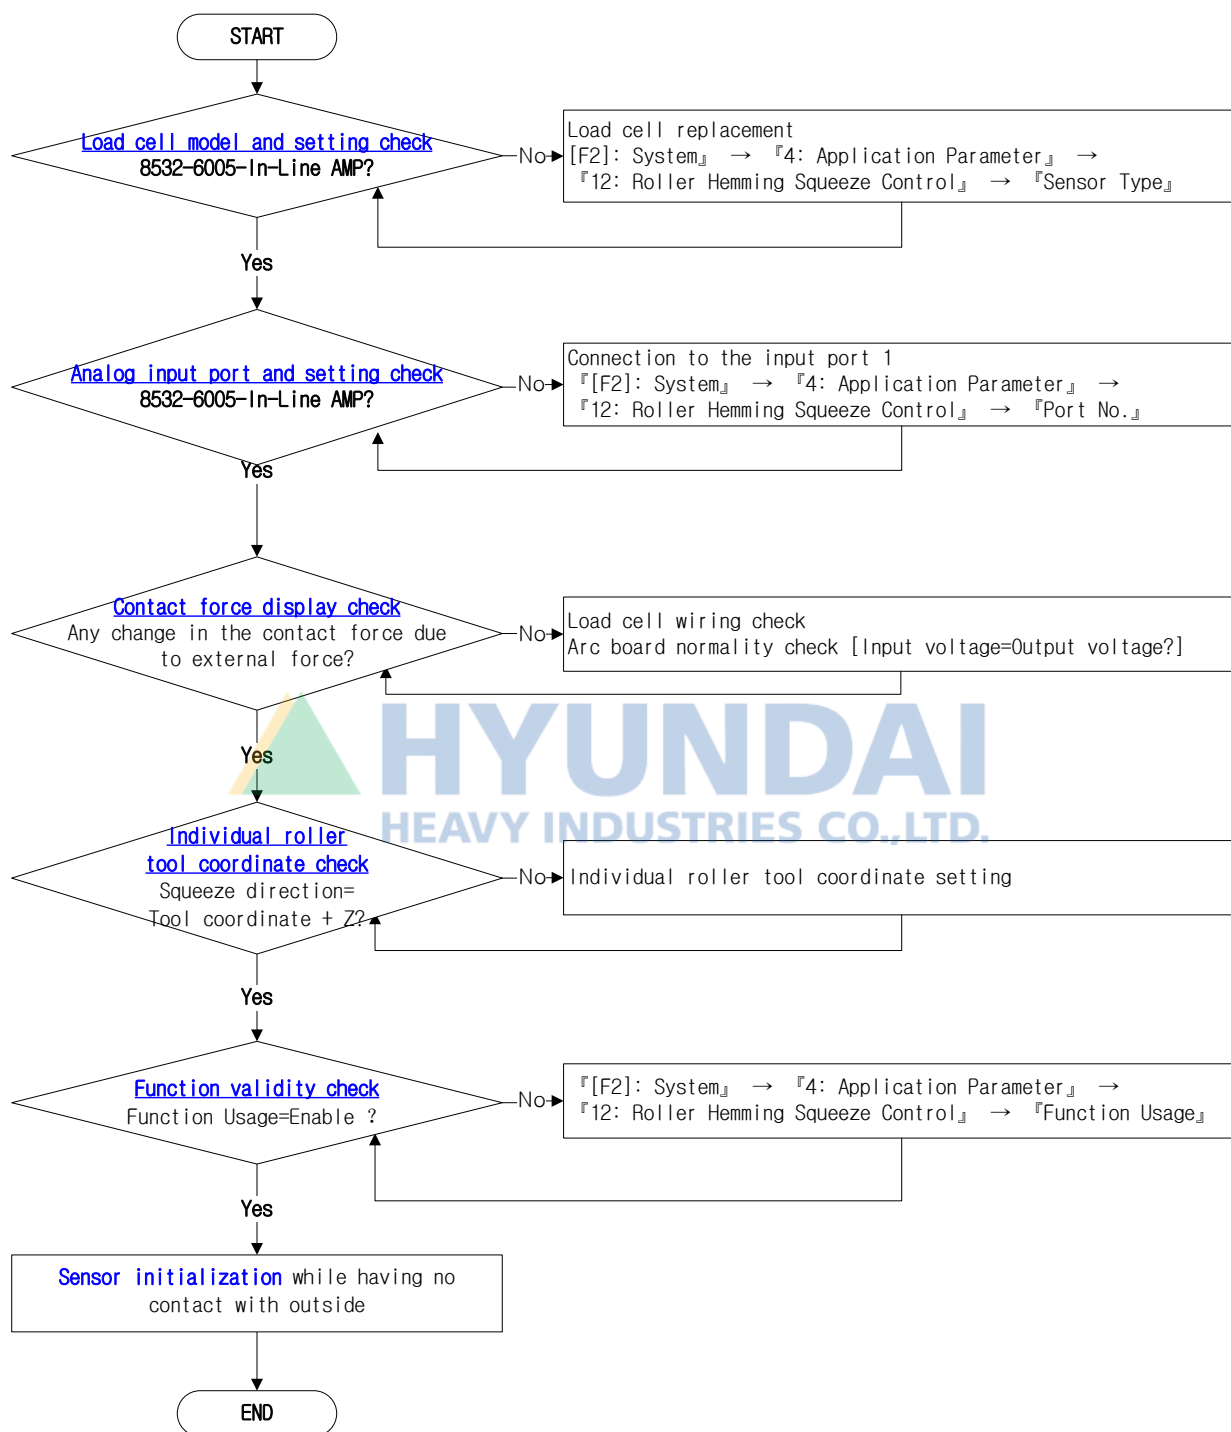 START
Load cell model and setting check
8532-6005-In-Line AMP?
No
Load cell replacement
[F2]: System』 → 『4: Application Parameter』 →
『12: Roller Hemming Squeeze Control』 → 『Sensor Type』
Yes
Analog input port and setting check
8532-6005-In-Line AMP?
No
Connection to the input port 1
『[F2]: System』 → 『4: Application Parameter』 →
『12: Roller Hemming Squeeze Control』 → 『Port No.』
Yes
Contact force display check
Any change in the contact force due
to external force?
No
Load cell wiring check
Arc board normality check [Input voltage=Output voltage?]
Yes
HYUNDAI
HEAVY INDUSTRIES CO.,LTD.
Individual roller
tool coordinate check
Squeeze direction=
Tool coordinate + Z?
No
Individual roller tool coordinate setting
Yes
Function validity check
Function Usage=Enable ?
No
『[F2]: System』 → 『4: Application Parameter』 →
『12: Roller Hemming Squeeze Control』 → 『Function Usage』
Yes
Sensor initialization while having no
contact with outside
END